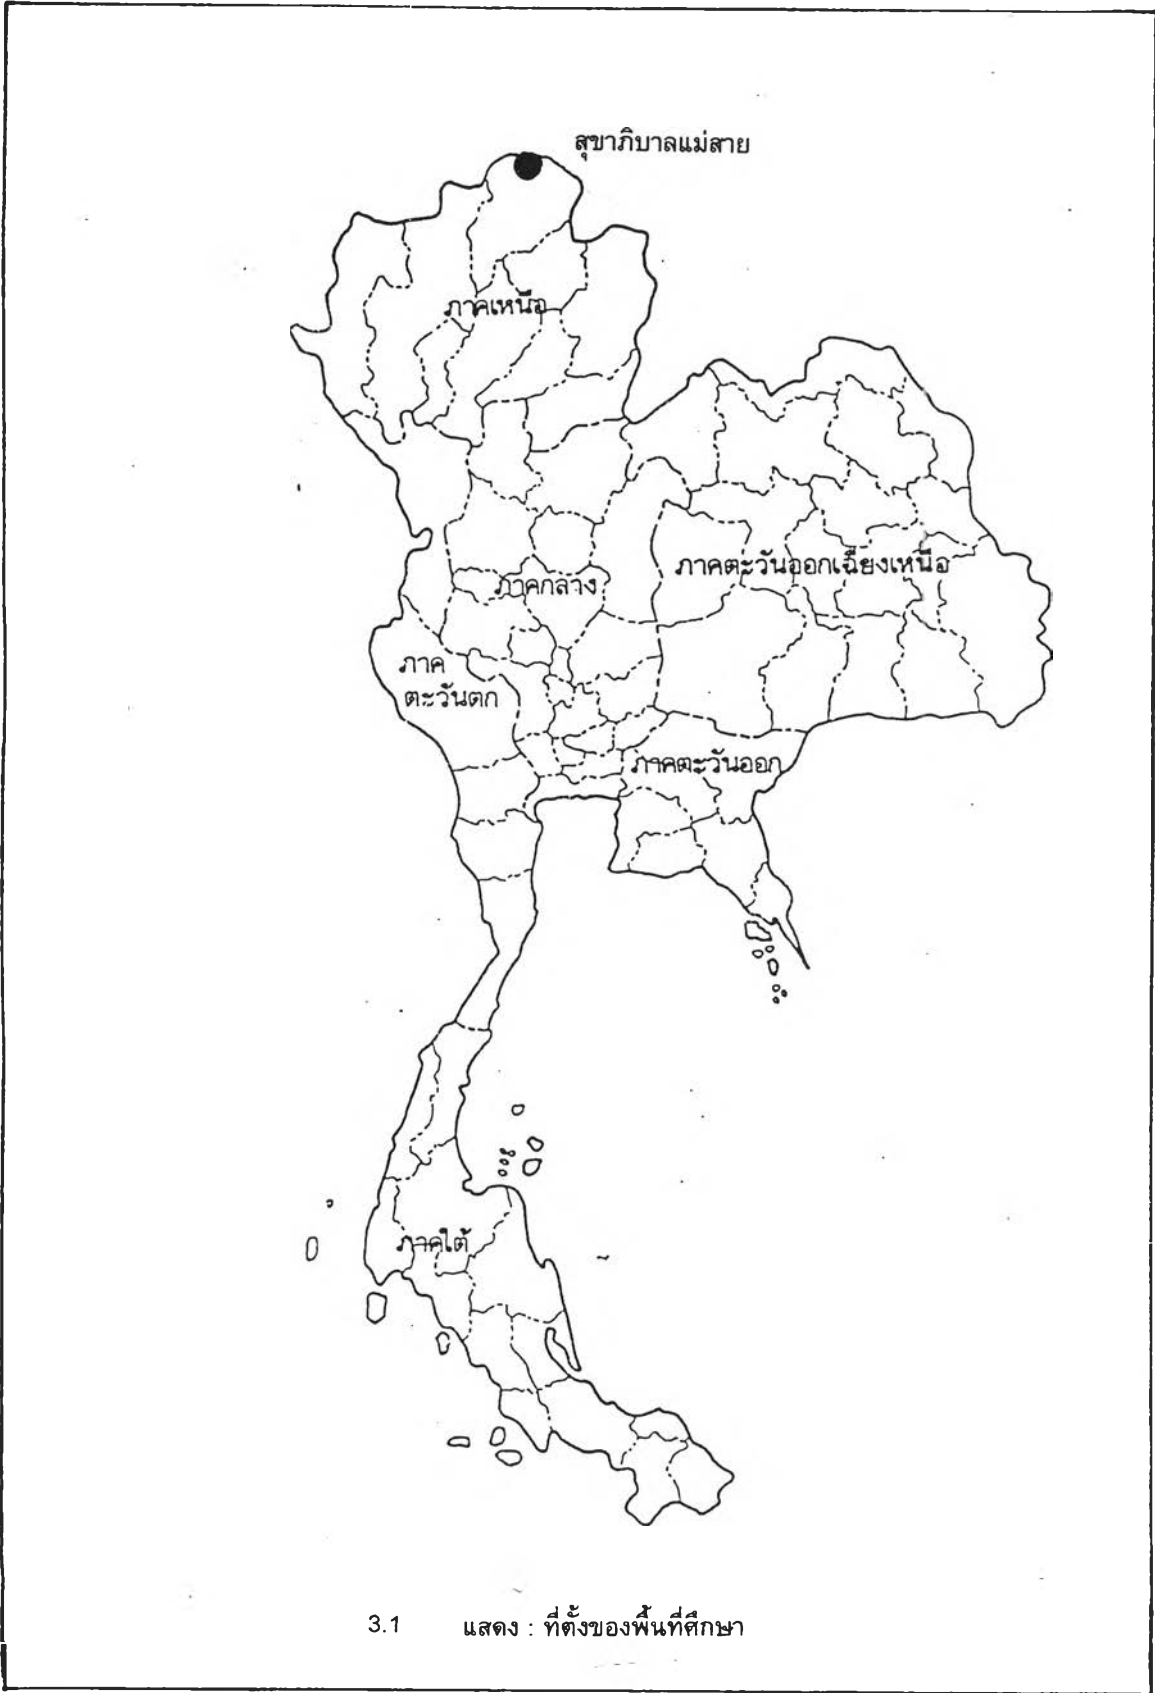 สุขาภิบาลแม่สาย
ภาคเหนือ
ภาคตะวันออกเฉียงเหนือ
ภาคกลาง
ภาค
ตะวันตก
ภาคตะวันออก
ภาคใต้
3.1 แสดง : ที่ตั้งของพื้นที่ศึกษา